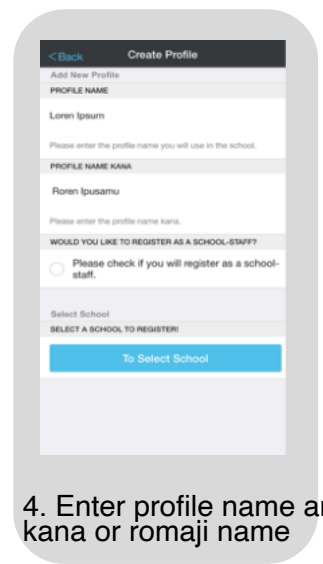 <Back Create Profile
Add New Profile
PROFILE NAME
Loren Ipsum
Please enter the profile name you will use in the school.
PROFILE NAME KANA
Roren Ipusamu
Please enter the profile name kana.
WOULD YOU LIKE TO REGISTER AS A SCHOOL-STAFF?
Please check if you will register as a school-
staff.
Select School
SELECT A SCHOOL TO REGISTER!
To Select School
4. Enter profile name
kana or romaji name